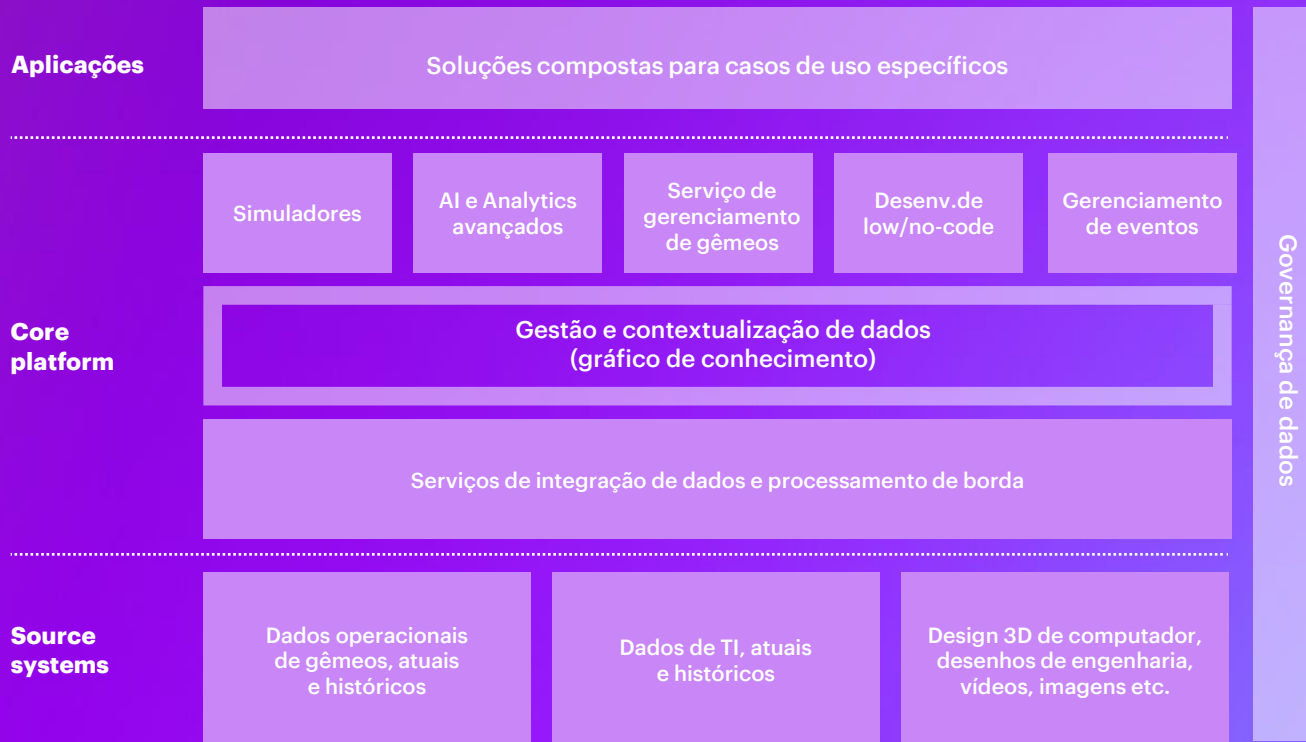 Aplicações
Soluções compostas para casos de uso específicos
Simuladores
AI e Analytics
avançados
Serviço de
gerenciamento
de gêmeos
Desenv.de
low/no-code
Gerenciamento
de eventos
Core
platform
Gestão e contextualização de dados
(gráfico de conhecimento)
Serviços de integração de dados e processamento de borda
Source
systems
Dados operacionais
de gêmeos, atuais
e históricos
Dados de TI, atuais
e históricos
Design 3D de computador,
desenhos de engenharia,
vídeos, imagens etc.
Governança de dados